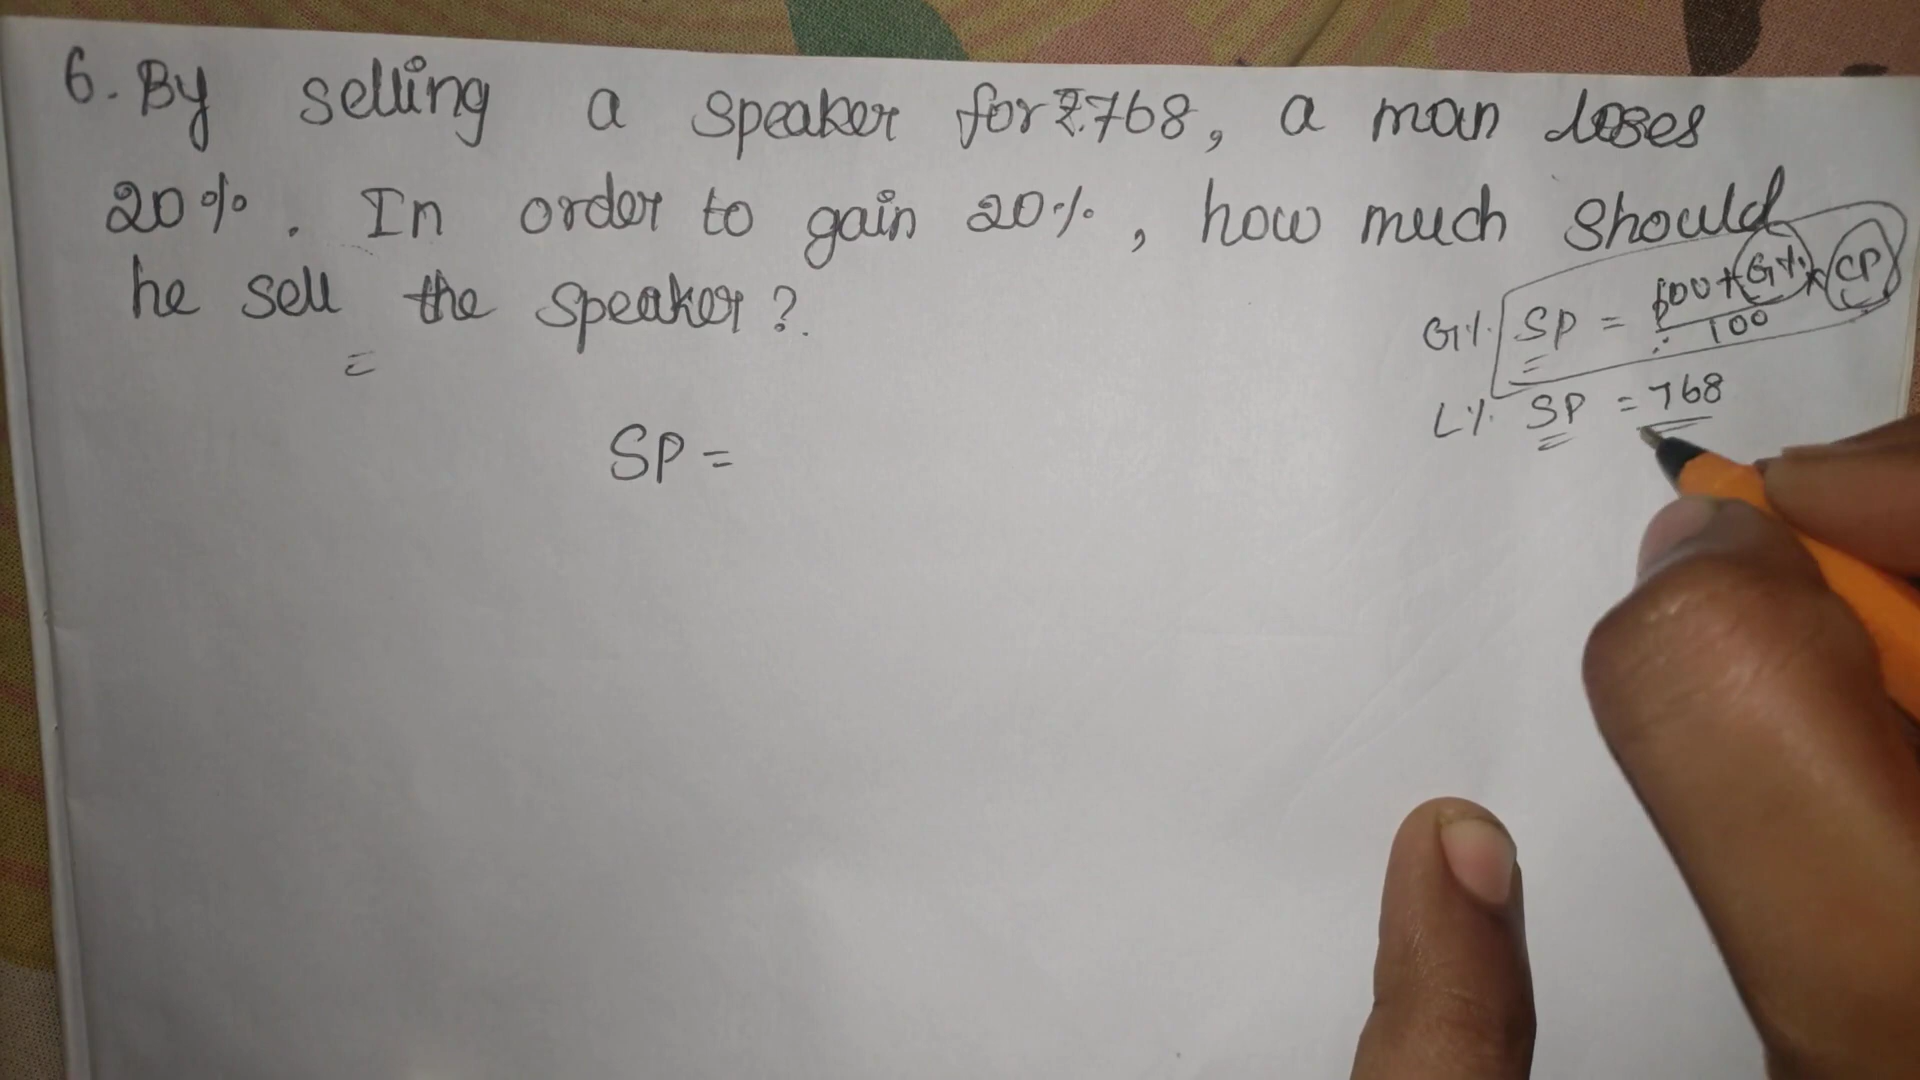 6. By selling a speaker for ₹.768, a man loses
20%. In order to gain 20%, how much should
he sell the speaker?
G% SP = 100+G% × CP
100
L% SP = 768
SP =